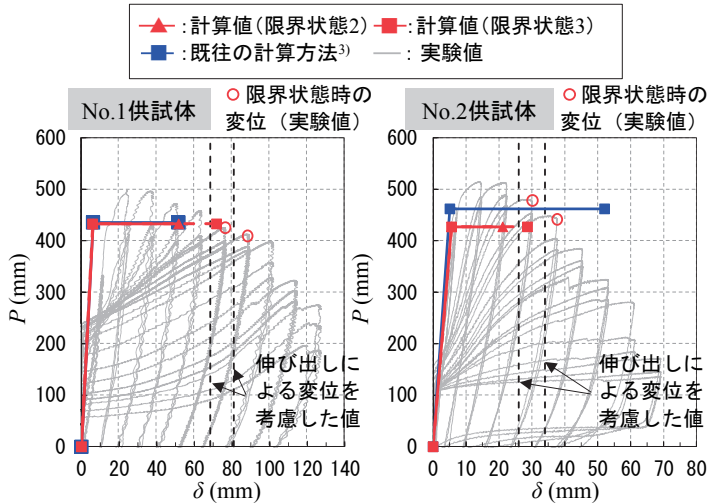 :計算値(限界状態2) :計算値(限界状態3)
:既往の計算方法3) : 実験値
No.1供試体
限界状態時の
変位(実験値)
600
500
400
300
200
100
0
P (mm)
伸び出しに
よる変位を
考慮した値
0 20 40 60 80 100 120 140
δ (mm)
No.2供試体
限界状態時の
変位(実験値)
600
500
400
300
200
100
0
P (mm)
伸び出しに
よる変位を
考慮した値
0 10 20 30 40 50 60 70 80
δ (mm)